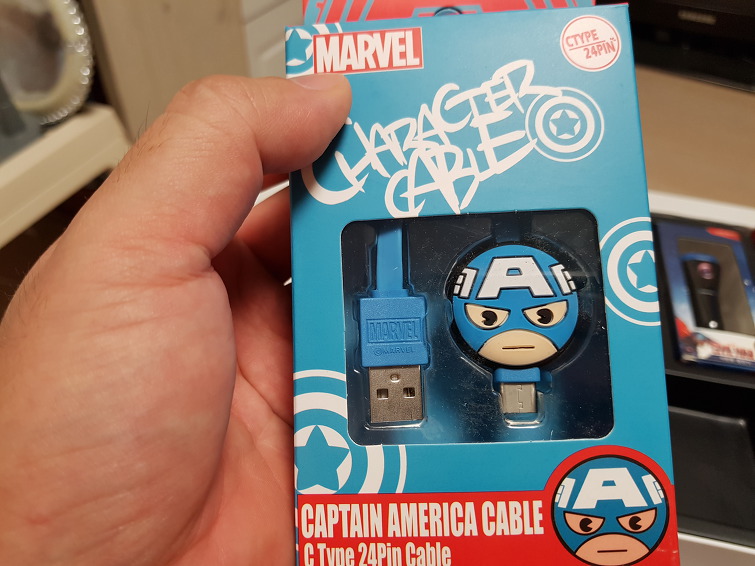 MARVEL
CTYPE
24PIN
CHARACTER
CABLE
MARVEL
©MARVEL
A
CAPTAIN AMERICA CABLE
A
C Type 24Pin Cable